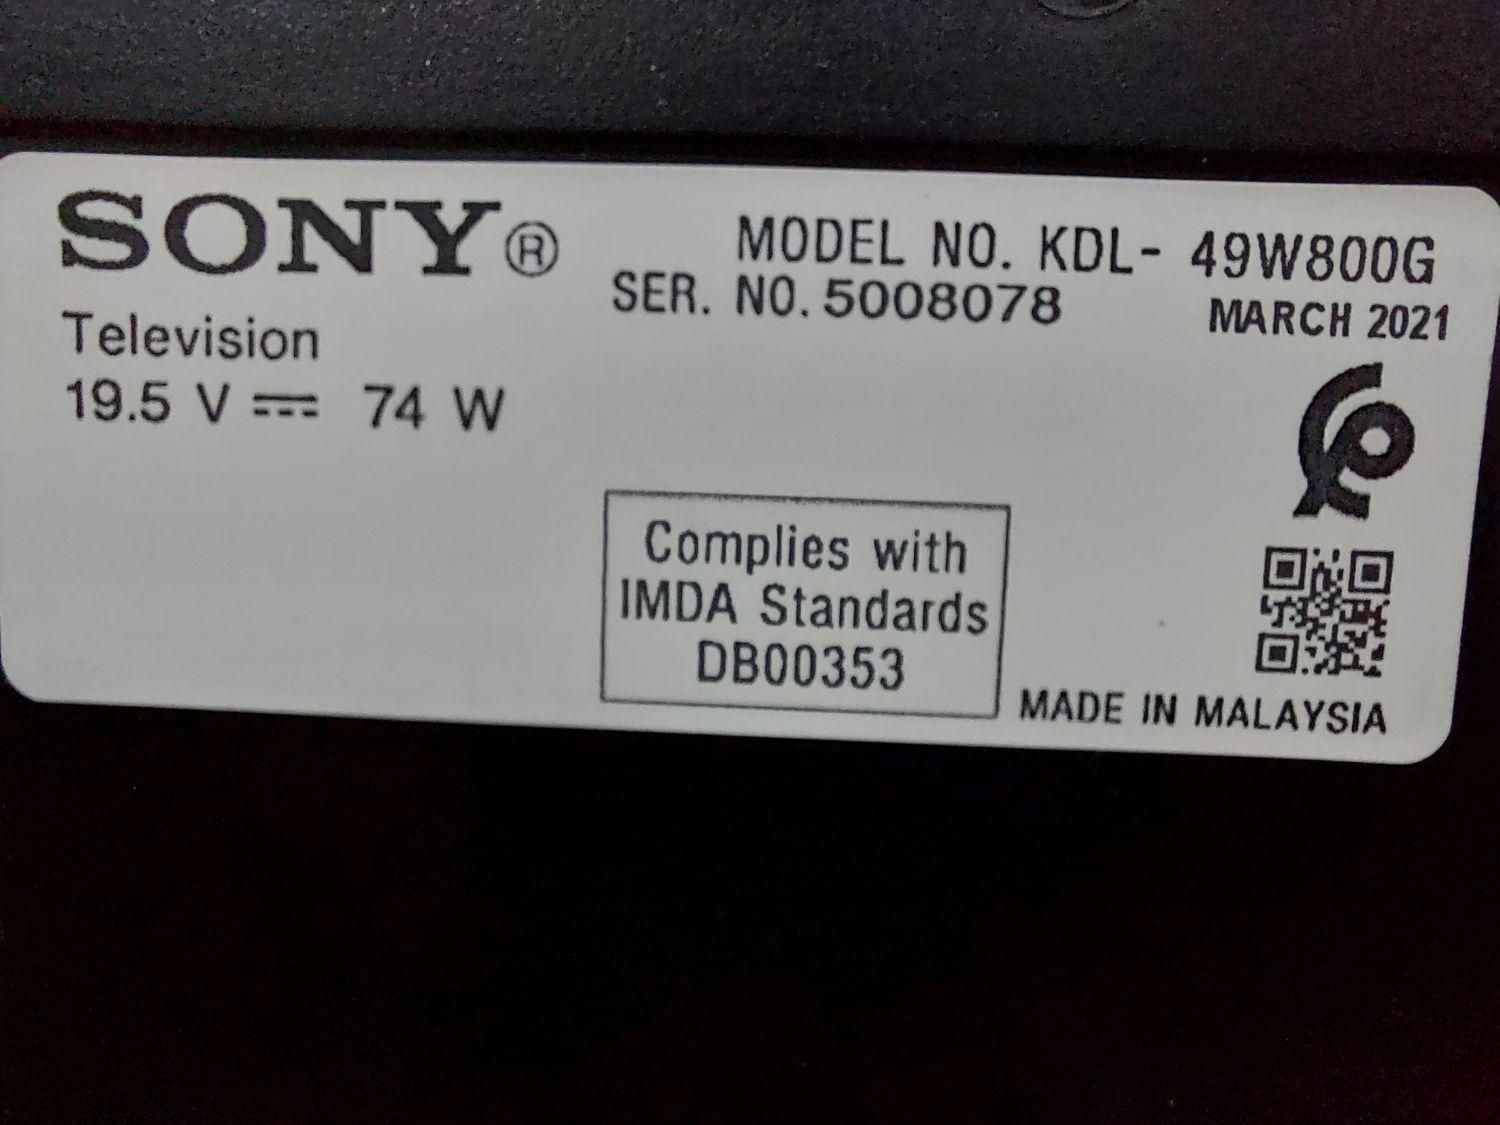 SONY®
MODEL NO. KDL- 49W800G
SER. NO. 5008078
MARCH 2021
Television
19.5 V ⎓ 74 W
Complies with
IMDA Standards
DB00353
MADE IN MALAYSIA